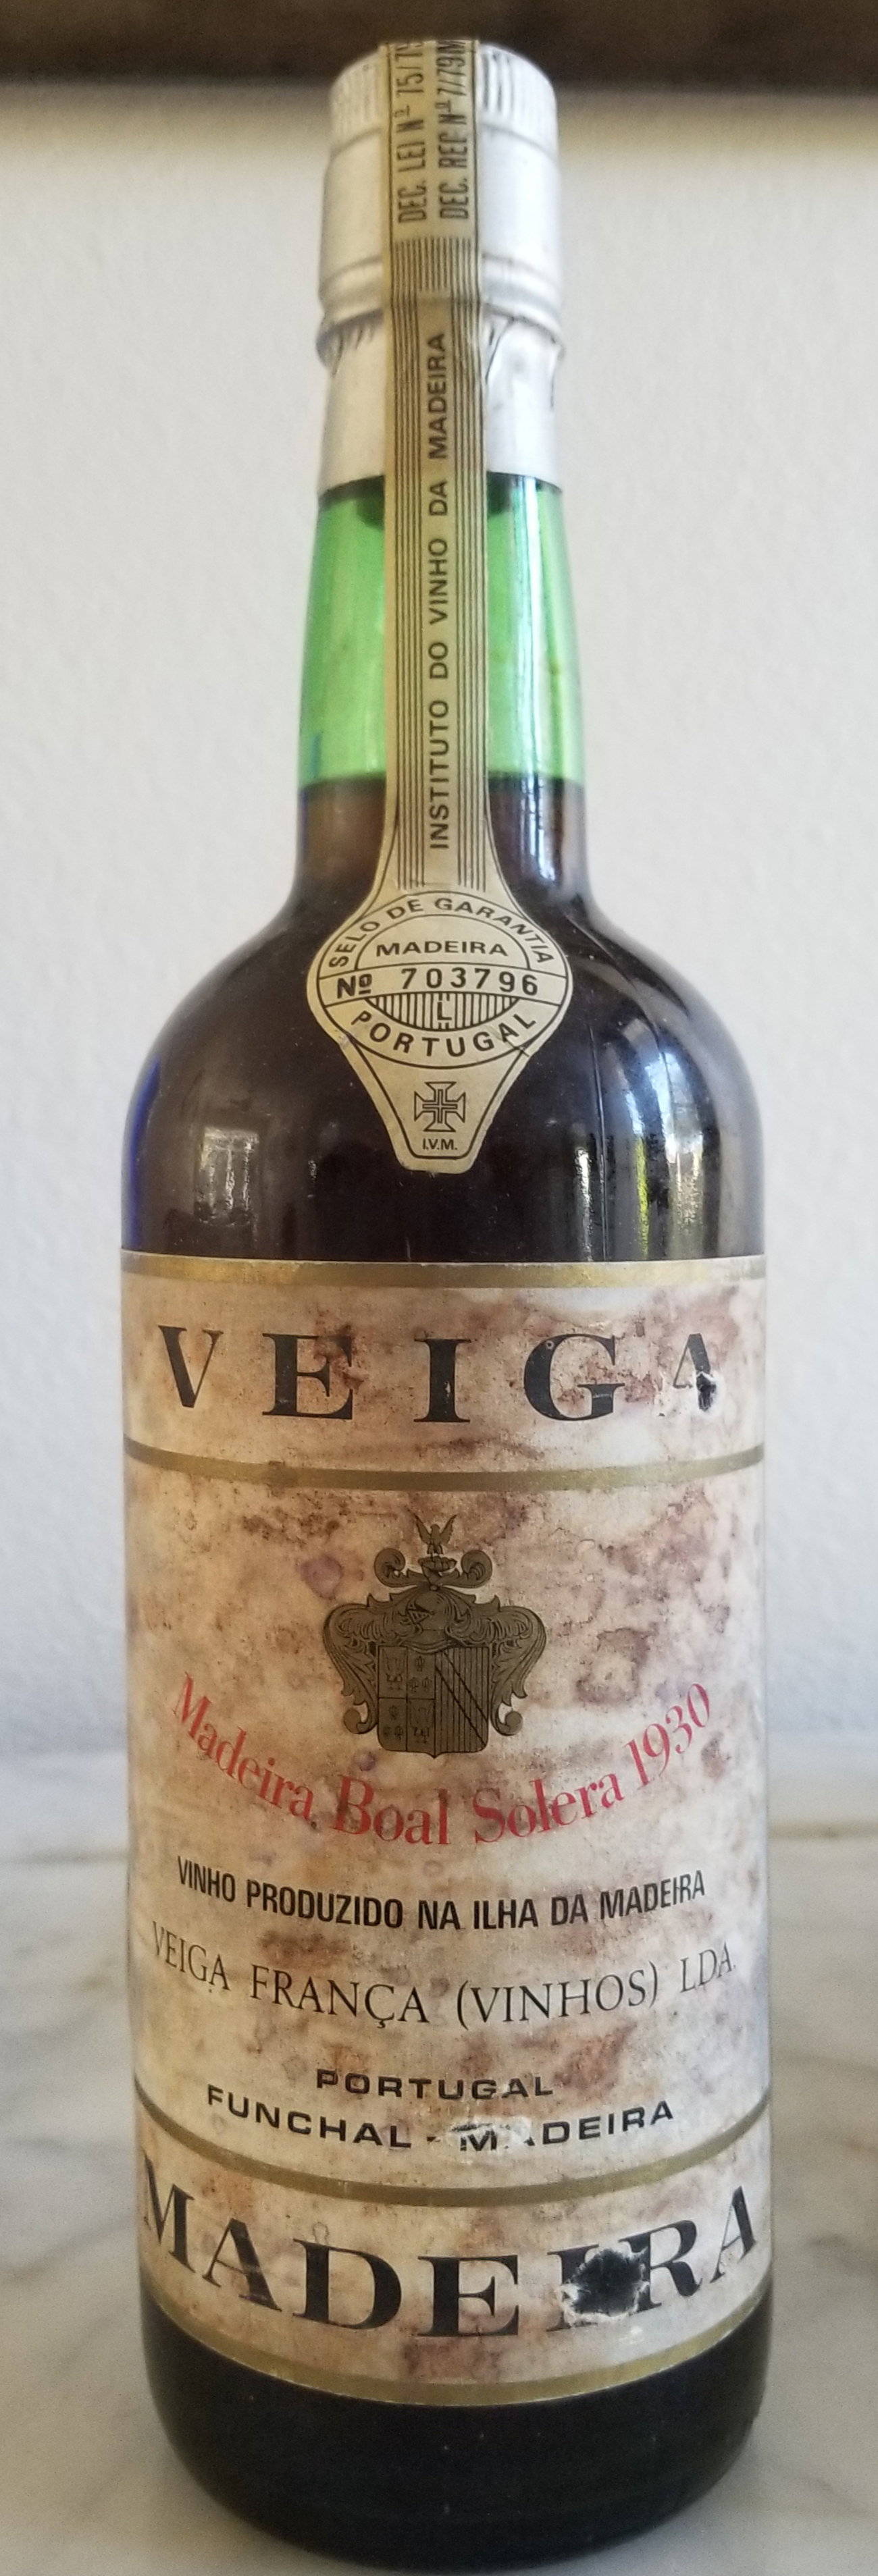 DEC. LEI Nº 75/79
DEC. REG Nº 7/79M
INSTITUTO DO VINHO DA MADEIRA
SELO DE GARANTIA
MADEIRA
Nº 703796
L
PORTUGAL
I.V.M.
VEIGA
Madeira Boal Solera 1930
VINHO PRODUZIDO NA ILHA DA MADEIRA
VEIGA FRANÇA (VINHOS) LDA.
PORTUGAL
FUNCHAL - MADEIRA
MADEIRA